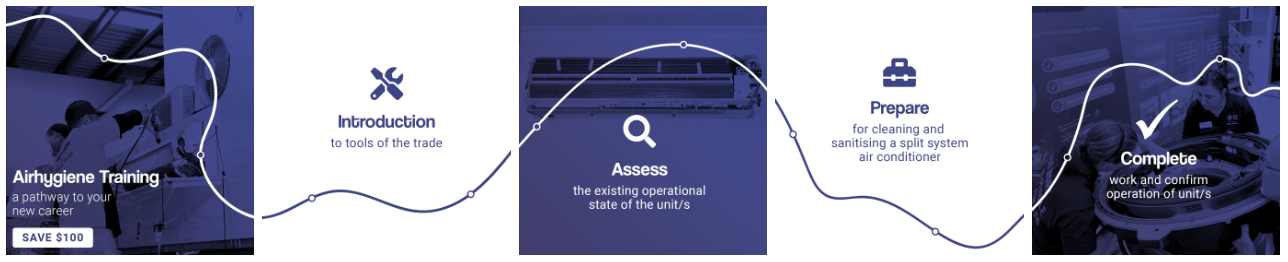 Airhygiene Training
a pathway to your
new career
SAVE $100
Introduction
to tools of the trade
Assess
the existing operational
state of the unit/s
Prepare
for cleaning and
sanitising a split system
air conditioner
Complete
work and confirm
operation of unit/s